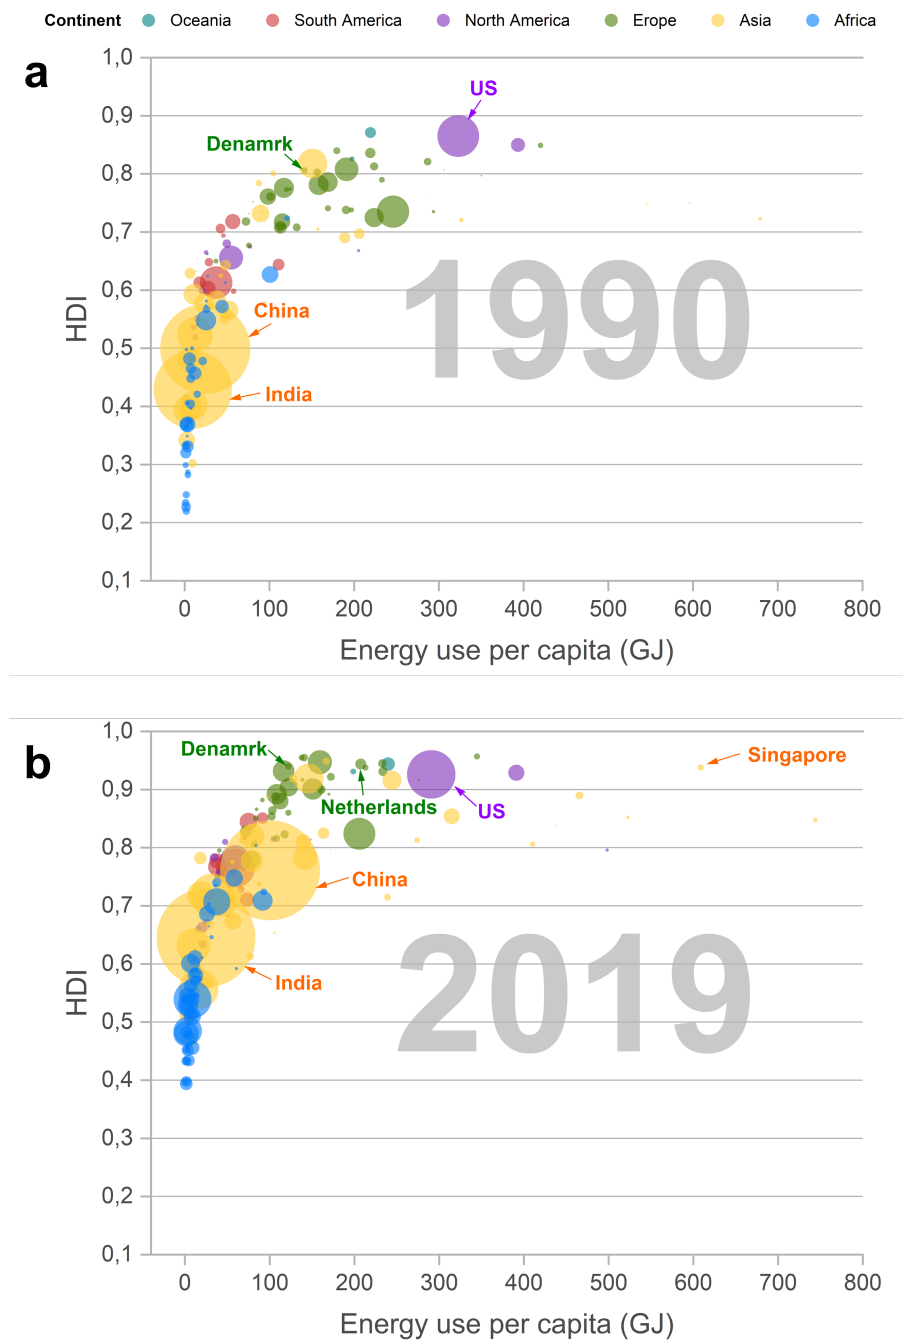 Continent Oceania South America North America Erope Asia Africa
a
1,0
US
0,9
Denamrk
0,8
0,7
0,6
China
1990
HDI
0,5
India
0,4
0,3
0,2
0,1
0 100 200 300 400 500 600 700 800
Energy use per capita (GJ)
b
1,0
Denamrk
Singapore
0,9
Netherlands
US
0,8
China
0,7
2019
0,6
India
HDI
0,5
0,4
0,3
0,2
0,1
0 100 200 300 400 500 600 700 800
Energy use per capita (GJ)